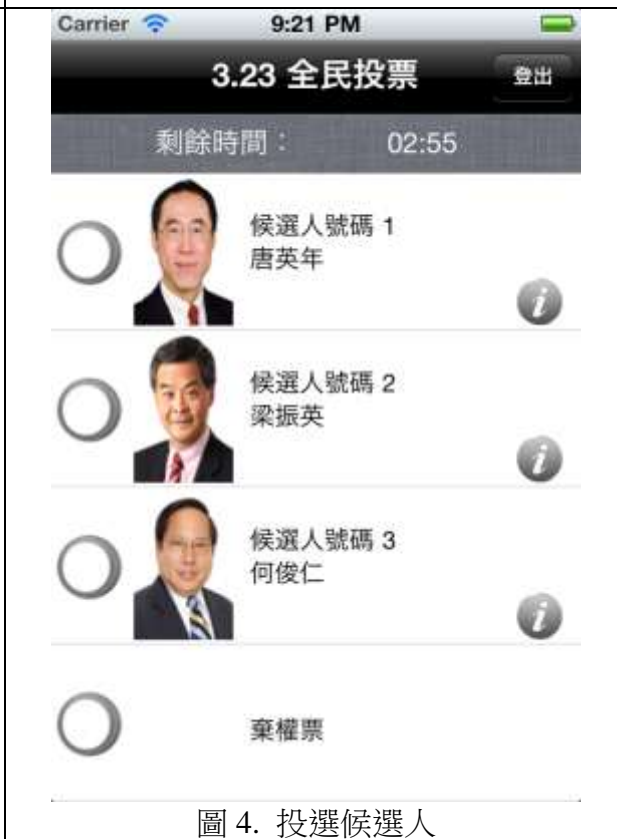 Carrier 9:21 PM
3.23 全民投票 登出
剩餘時間： 02:55
候選人號碼 1
唐英年
候選人號碼 2
梁振英
候選人號碼 3
何俊仁
棄權票
圖 4. 投選候選人